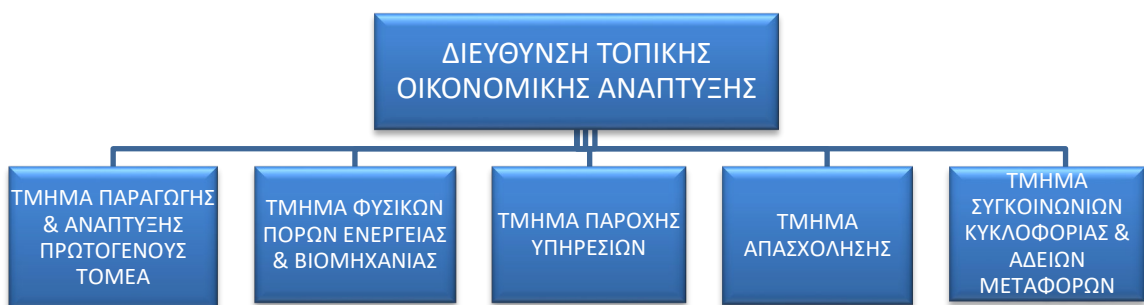 ΔΙΕΥΘΥΝΣΗ ΤΟΠΙΚΗΣ
ΟΙΚΟΝΟΜΙΚΗΣ ΑΝΑΠΤΥΞΗΣ
ΤΜΗΜΑ ΠΑΡΑΓΩΓΗΣ
& ΑΝΑΠΤΥΞΗΣ
ΠΡΩΤΟΓΕΝΟΥΣ
ΤΟΜΕΑ
ΤΜΗΜΑ ΦΥΣΙΚΩΝ
ΠΟΡΩΝ ΕΝΕΡΓΕΙΑΣ
& ΒΙΟΜΗΧΑΝΙΑΣ
ΤΜΗΜΑ ΠΑΡΟΧΗΣ
ΥΠΗΡΕΣΙΩΝ
ΤΜΗΜΑ
ΑΠΑΣΧΟΛΗΣΗΣ
ΤΜΗΜΑ
ΣΥΓΚΟΙΝΩΝΙΩΝ
ΚΥΚΛΟΦΟΡΙΑΣ &
ΑΔΕΙΩΝ
ΜΕΤΑΦΟΡΩΝ